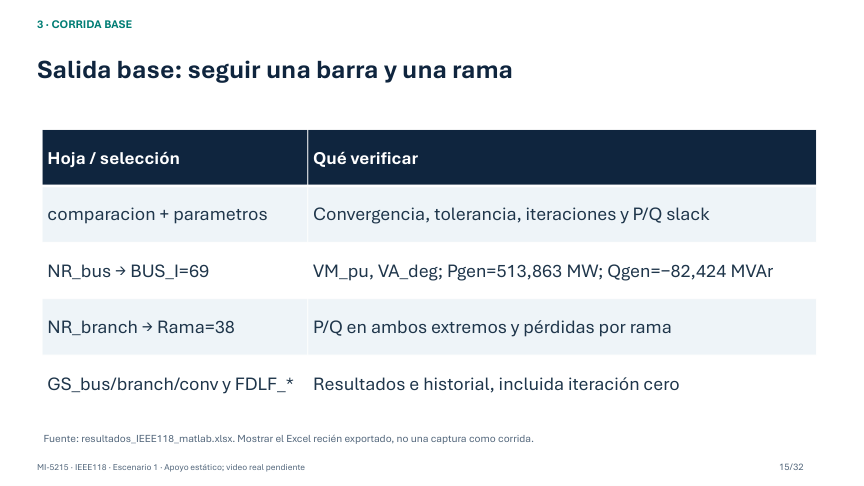 3 · CORRIDA BASE
Salida base: seguir una barra y una rama
Hoja / selección
Qué verificar
comparacion + parametros
Convergencia, tolerancia, iteraciones y P/Q slack
NR_bus → BUS_I=69
VM_pu, VA_deg; Pgen=513,863 MW; Qgen=−82,424 MVAr
NR_branch → Rama=38
P/Q en ambos extremos y pérdidas por rama
GS_bus/branch/conv y FDLF_*
Resultados e historial, incluida iteración cero
Fuente: resultados_IEEE118_matlab.xlsx. Mostrar el Excel recién exportado, no una captura como corrida.
MI-5215 · IEEE118 · Escenario 1 · Apoyo estático; video real pendiente
15/32